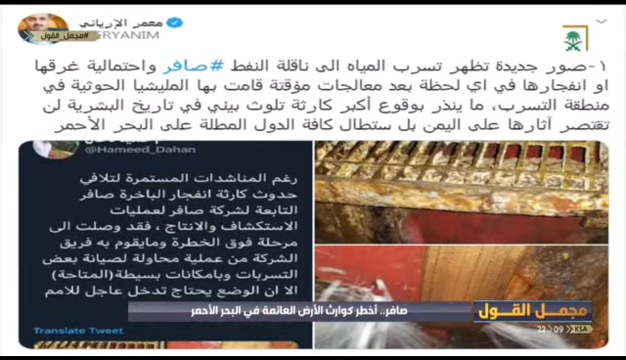 معمر الإرياني
#مجمل_القول
ERYANIM
١-صور جديدة تظهر تسرب المياه الى ناقلة النفط #صافر واحتمالية غرقها
او انفجارها في اي لحظة بعد معالجات مؤقتة قامت بها المليشيا الحوثية في
منطقة التسرب، ما ينذر بوقوع أكبر كارثة تلوث بيئي في تاريخ البشرية لن
تقتصر آثارها على اليمن بل ستطال كافة الدول المطلة على البحر الأحمر
@Hameed_Dahan
رغم المناشدات المستمرة لتلافي
حدوث كارثة انفجار الباخرة صافر
التابعة لشركة صافر لعمليات
الاستكشاف والانتاج ، فقد وصلت الى
مرحلة فوق الخطرة ومايقوم به فريق
الشركة من عملية محاولة لصيانة بعض
التسربات وبامكانات بسيطة(المتاحة)
الا ان الوضع يحتاج تدخل عاجل للامم
Translate Tweet
صافر.. أخطر كوارث الأرض العائمة في البحر الأحمر
مجمل القول
22:09 KSA